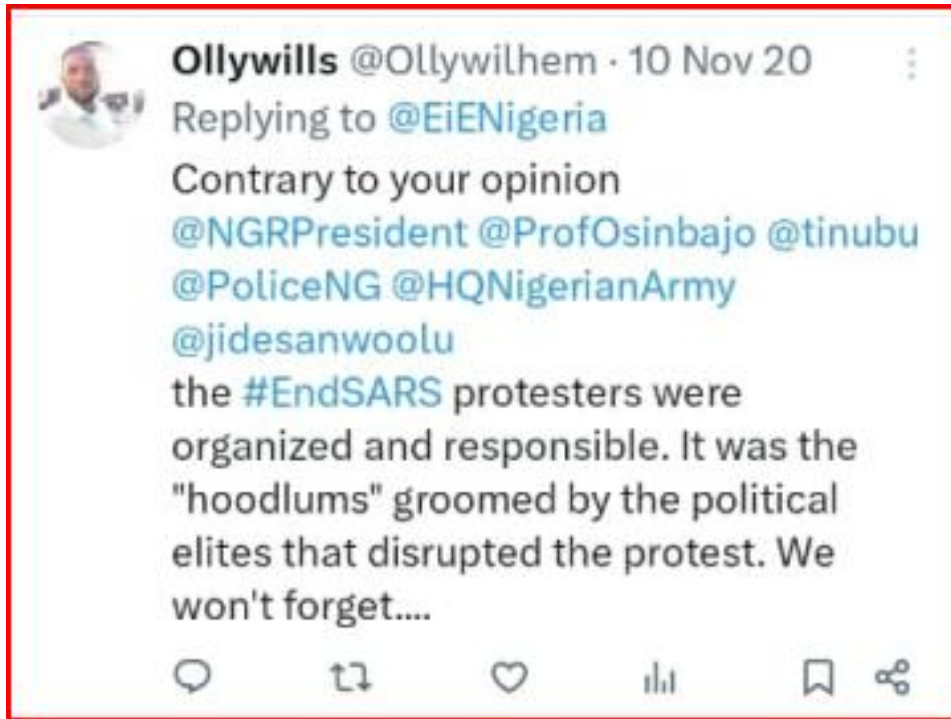 Ollywills @Ollywilhem · 10 Nov 20
Replying to @EiENigeria
Contrary to your opinion
@NGRPresident @ProfOsinbajo @tinubu
@PoliceNG @HQNigerianArmy
@jidesanwoolu
the #EndSARS protesters were
organized and responsible. It was the
"hoodlums" groomed by the political
elites that disrupted the protest. We
won't forget....